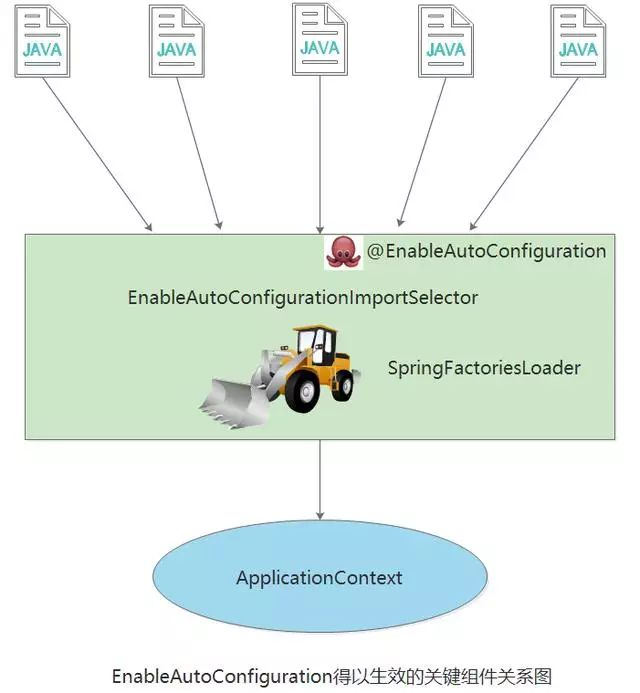 JAVA
JAVA
JAVA
JAVA
JAVA
@EnableAutoConfiguration
EnableAutoConfigurationImportSelector
SpringFactoriesLoader
ApplicationContext
EnableAutoConfiguration得以生效的关键组件关系图